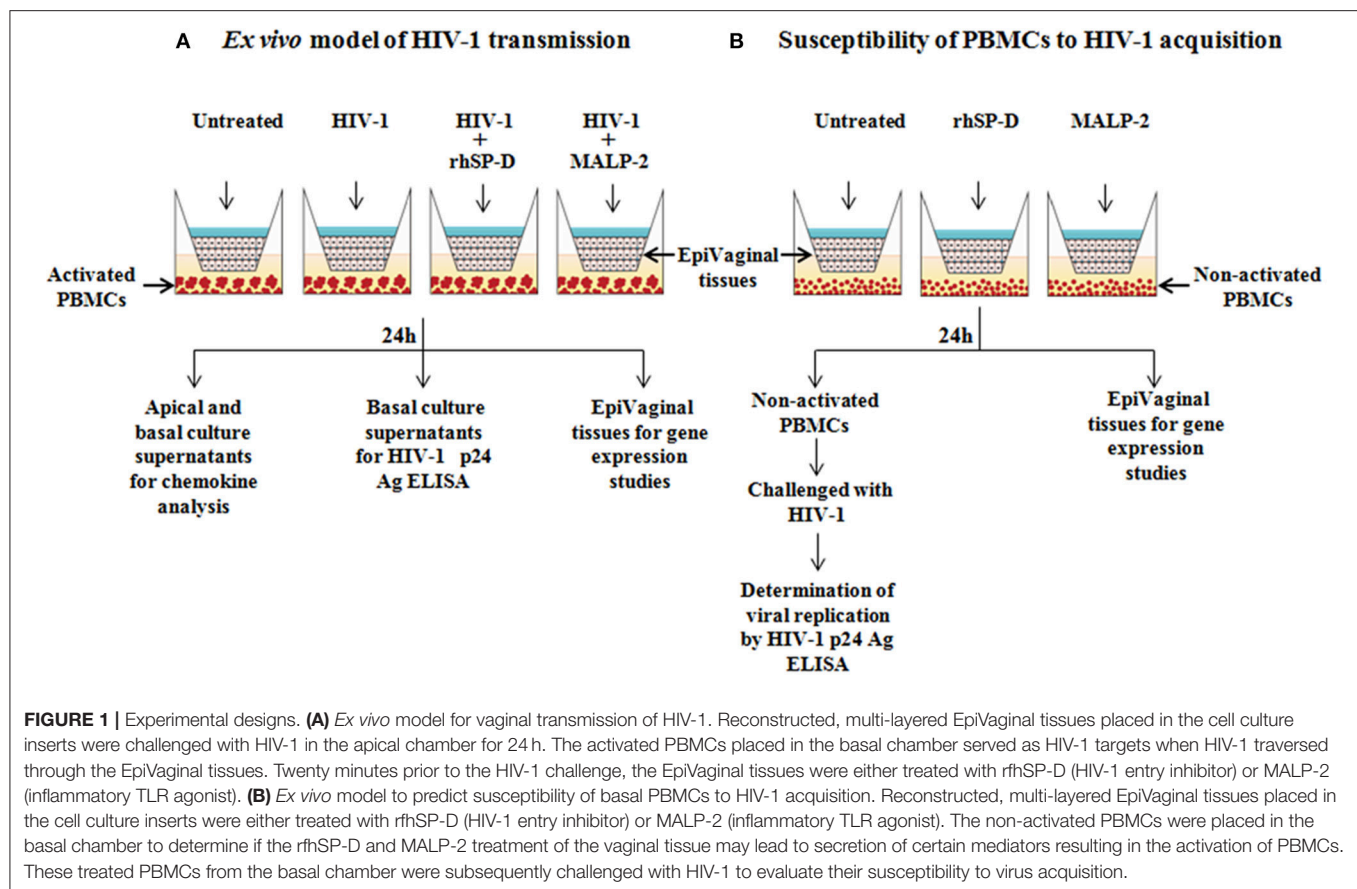 A Ex vivo model of HIV-1 transmission
B Susceptibility of PBMCs to HIV-1 acquisition
Untreated
HIV-1
HIV-1
+
rhSP-D
HIV-1
+
MALP-2
Untreated
rhSP-D
MALP-2
Activated
PBMCs
EpiVaginal
tissues
Non-activated
PBMCs
24h
Apical and
basal culture
supernatants
for chemokine
analysis
Basal culture
supernatants
for HIV-1 p24
Ag ELISA
EpiVaginal
tissues for gene
expression
studies
24h
Non-activated
PBMCs
Challenged with
HIV-1
Determination of
viral replication
by HIV-1 p24 Ag
ELISA
EpiVaginal
tissues for gene
expression
studies
FIGURE 1 | Experimental designs. (A) Ex vivo model for vaginal transmission of HIV-1. Reconstructed, multi-layered EpiVaginal tissues placed in the cell culture
inserts were challenged with HIV-1 in the apical chamber for 24 h. The activated PBMCs placed in the basal chamber served as HIV-1 targets when HIV-1 traversed
through the EpiVaginal tissues. Twenty minutes prior to the HIV-1 challenge, the EpiVaginal tissues were either treated with rfhSP-D (HIV-1 entry inhibitor) or MALP-2
(inflammatory TLR agonist). (B) Ex vivo model to predict susceptibility of basal PBMCs to HIV-1 acquisition. Reconstructed, multi-layered EpiVaginal tissues placed in
the cell culture inserts were either treated with rfhSP-D (HIV-1 entry inhibitor) or MALP-2 (inflammatory TLR agonist). The non-activated PBMCs were placed in the
basal chamber to determine if the rfhSP-D and MALP-2 treatment of the vaginal tissue may lead to secretion of certain mediators resulting in the activation of PBMCs.
These treated PBMCs from the basal chamber were subsequently challenged with HIV-1 to evaluate their susceptibility to virus acquisition.